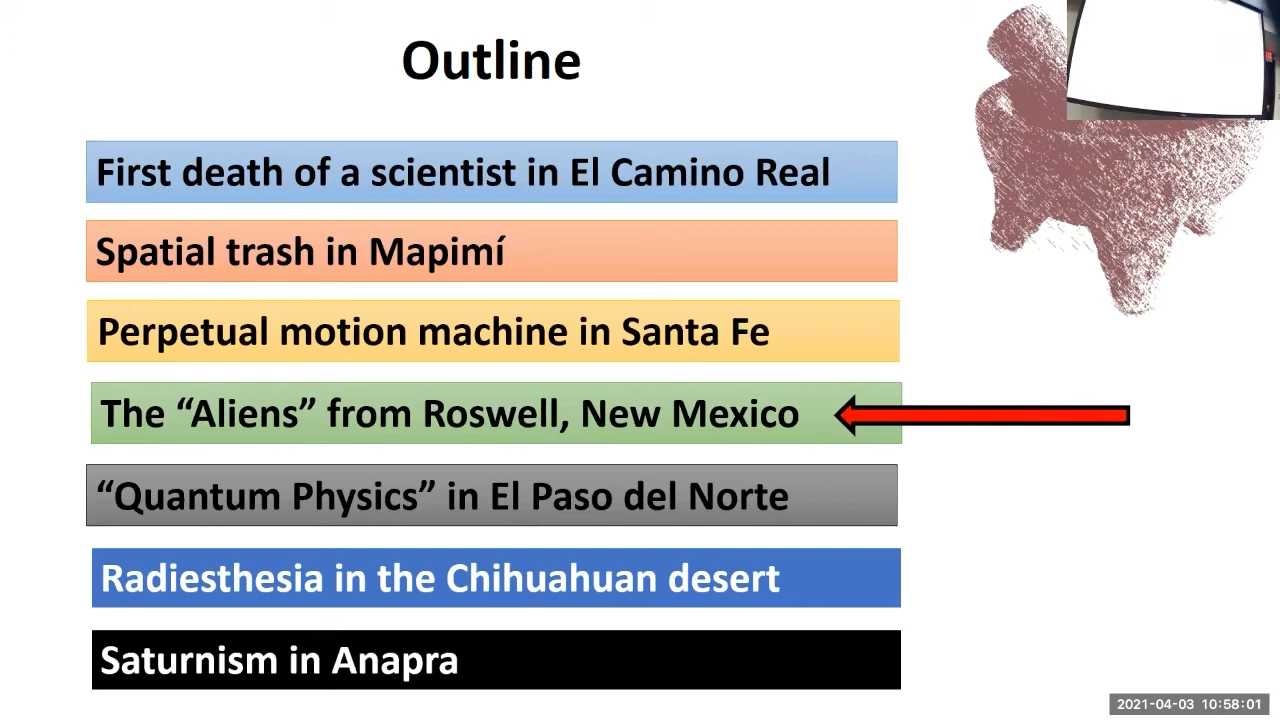 Outline
First death of a scientist in El Camino Real
Spatial trash in Mapimí
Perpetual motion machine in Santa Fe
The “Aliens” from Roswell, New Mexico
“Quantum Physics” in El Paso del Norte
Radiesthesia in the Chihuahuan desert
Saturnism in Anapra
2021-04-03 10:58:01